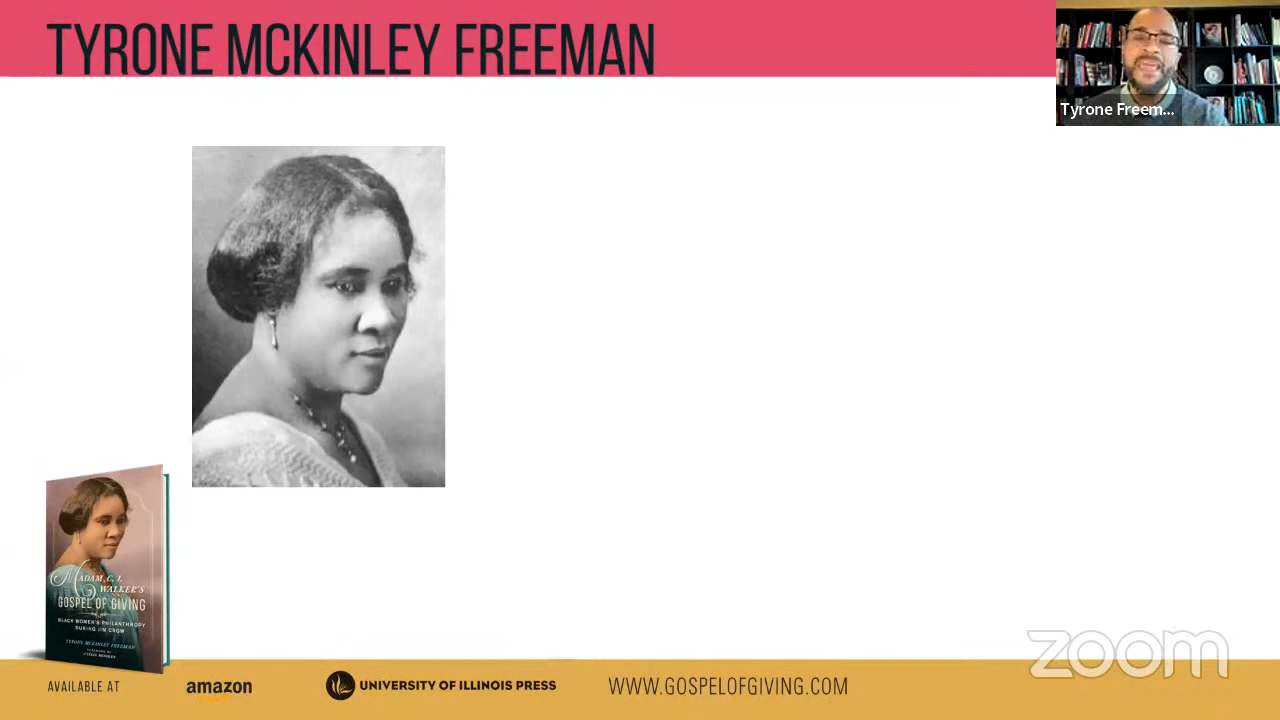 TYRONE MCKINLEY FREEMAN
Tyrone Freem...
MADAM C. J.
WALKER'S
GOSPEL OF GIVING
BLACK WOMEN'S PHILANTHROPY
DURING JIM CROW
TYRONE MCKINLEY FREEMAN
zoom
AVAILABLE AT
amazon
UNIVERSITY OF ILLINOIS PRESS
WWW.GOSPELOFGIVING.COM